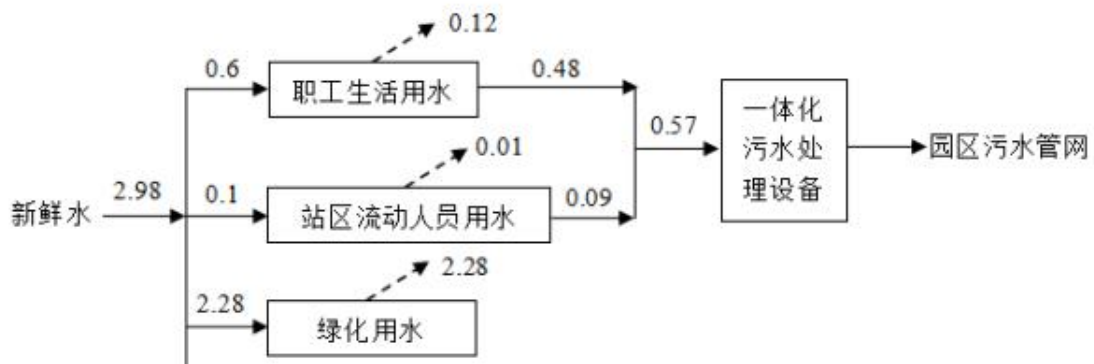 0.12
0.6
职工生活用水
0.48
一体化
污水处
理设备
0.57
园区污水管网
0.01
新鲜水
2.98
0.1
站区流动人员用水
0.09
2.28
2.28
绿化用水